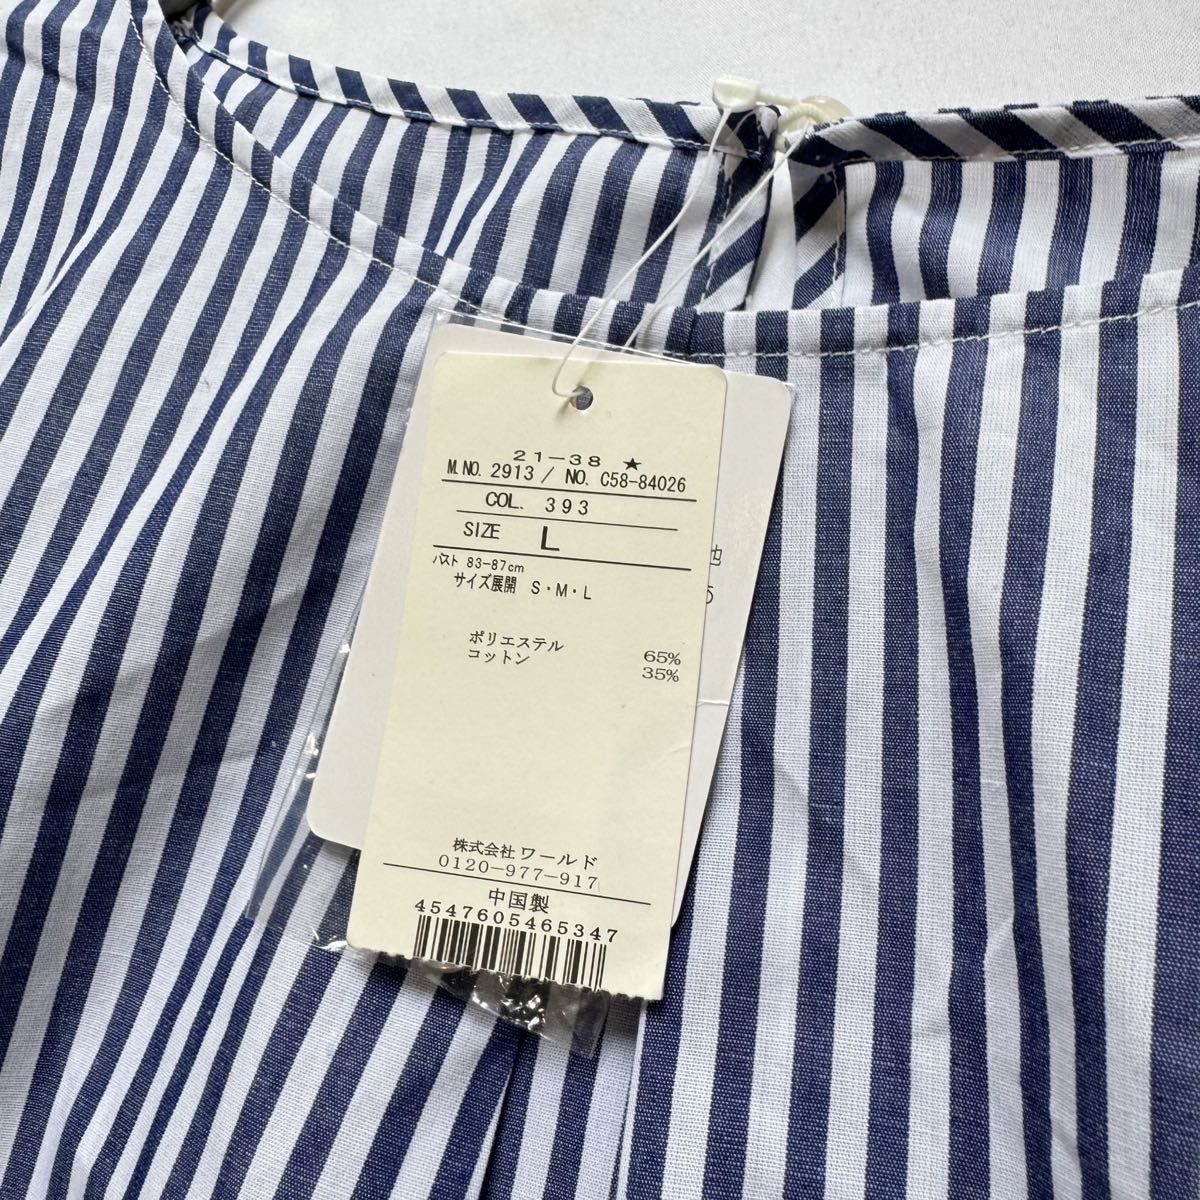 21-38 ★
M.NO. 2913 / NO. C58-84026
COL. 393
SIZE L
バスト 83-87cm
サイズ展開 S・M・L
ポリエステル 65%
コットン 35%
株式会社ワールド
0120-977-917
中国製
4547605465347